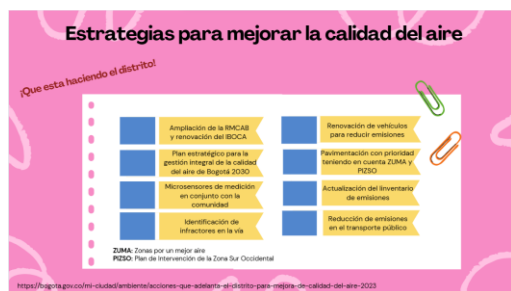 Estrategias para mejorar la calidad del aire
¡Que esta haciendo el distrito!
Ampliación de la RMCAB
y renovación del IBOCA
Plan estratégico para la
gestión integral de la calidad
del aire de Bogotá 2030
Microsensores de medición
en conjunto con la
comunidad
Identificación de
infractores en la vía
Renovación de vehículos
para reducir emisiones
Pavimentación con prioridad
teniendo en cuenta ZUMA y
PIZSO
Actualización del Iinventario
de emisiones
Reducción de emisiones
en el transporte público
ZUMA: Zonas por un mejor aire
PIZSO: Plan de Intervención de la Zona Sur Occidental
https://bogota.gov.co/mi-ciudad/ambiente/acciones-que-adelanta-el-distrito-para-mejora-de-calidad-del-aire-2023